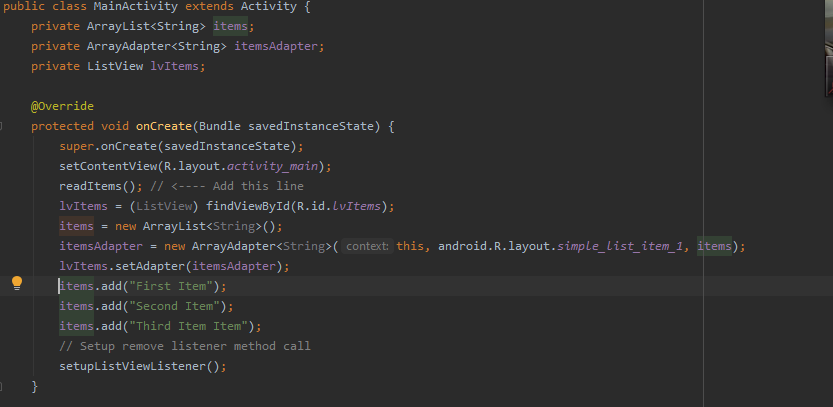 public class MainActivity extends Activity {
private ArrayList<String> items;
private ArrayAdapter<String> itemsAdapter;
private ListView lvItems;
@Override
protected void onCreate(Bundle savedInstanceState) {
super.onCreate(savedInstanceState);
setContentView(R.layout.activity_main);
readItems(); // <---- Add this line
lvItems = (ListView) findViewById(R.id.lvItems);
items = new ArrayList<String>();
itemsAdapter = new ArrayAdapter<String>( context: this, android.R.layout.simple_list_item_1, items);
lvItems.setAdapter(itemsAdapter);
items.add("First Item");
items.add("Second Item");
items.add("Third Item Item");
// Setup remove listener method call
setupListViewListener();
}